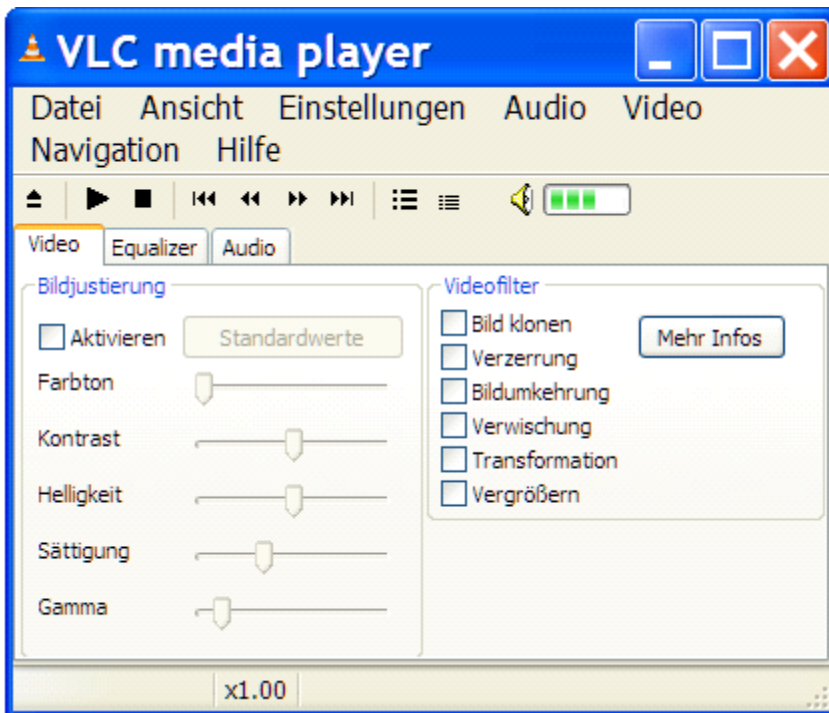 VLC media player
Datei Ansicht Einstellungen Audio Video
Navigation Hilfe
Video Equalizer Audio
Bildjustierung
Aktivieren Standardwerte
Farbton
Kontrast
Helligkeit
Sättigung
Gamma
Videofilter
Bild klonen Mehr Infos
Verzerrung
Bildumkehrung
Verwischung
Transformation
Vergrößern
x1.00